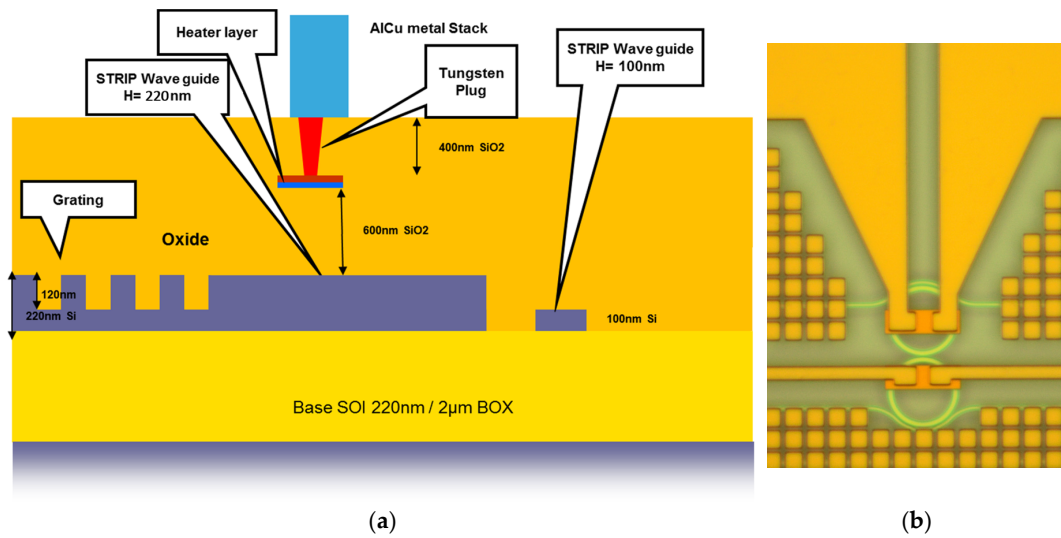 Heater layer
AlCu metal Stack
STRIP Wave guide
H= 220nm
Tungsten
Plug
STRIP Wave guide
H= 100nm
400nm SiO2
Grating
Oxide
600nm SiO2
120nm
220nm Si
100nm Si
Base SOI 220nm / 2µm BOX
(a)
(b)